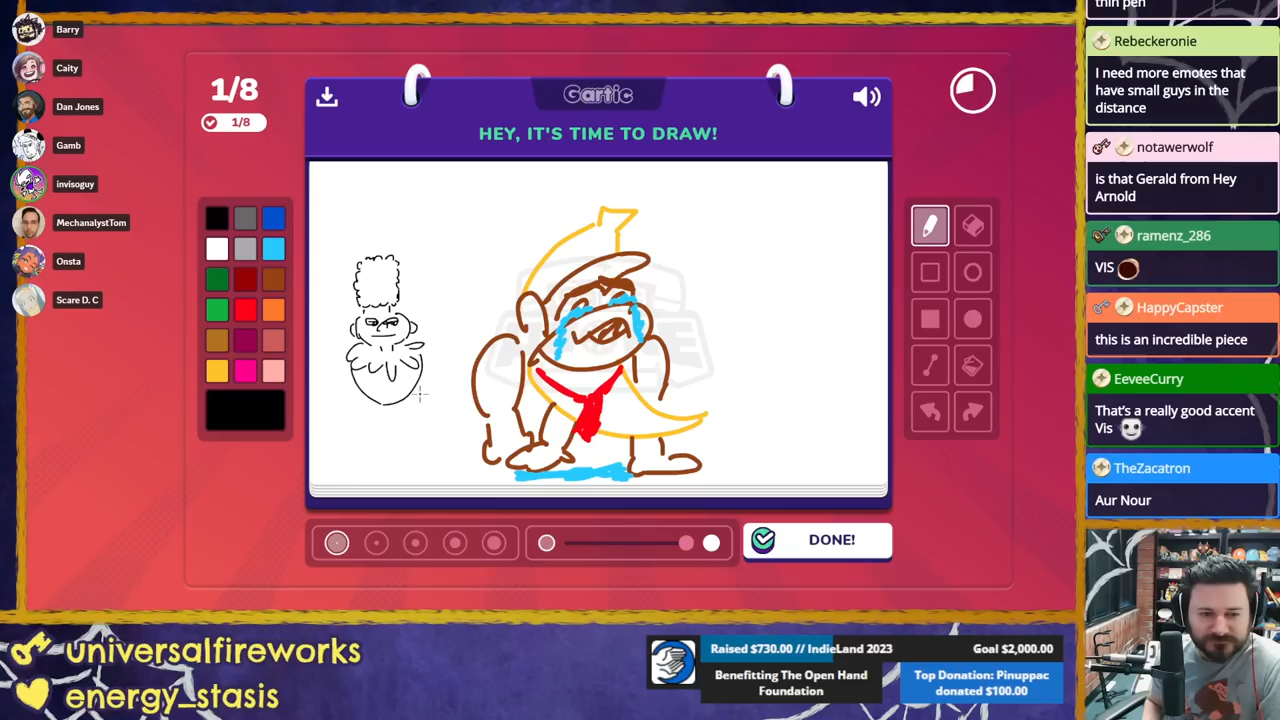 Barry
Caity
Dan Jones
Gamb
invisoguy
MechanalystTom
Onsta
Scare D. C
1/8
1/8
Gartic
HEY, IT'S TIME TO DRAW!
DONE!
thin pen
Rebeckeronie
I need more emotes that
have small guys in the
distance
notawerwolf
is that Gerald from Hey
Arnold
ramenz_286
VIS
HappyCapster
this is an incredible piece
EeveeCurry
That's a really good accent
Vis
TheZacatron
Aur Nour
universalfireworks
energy_stasis
Raised $730.00 // IndieLand 2023
Goal $2,000.00
Benefitting The Open Hand
Foundation
Top Donation: Pinuppac
donated $100.00